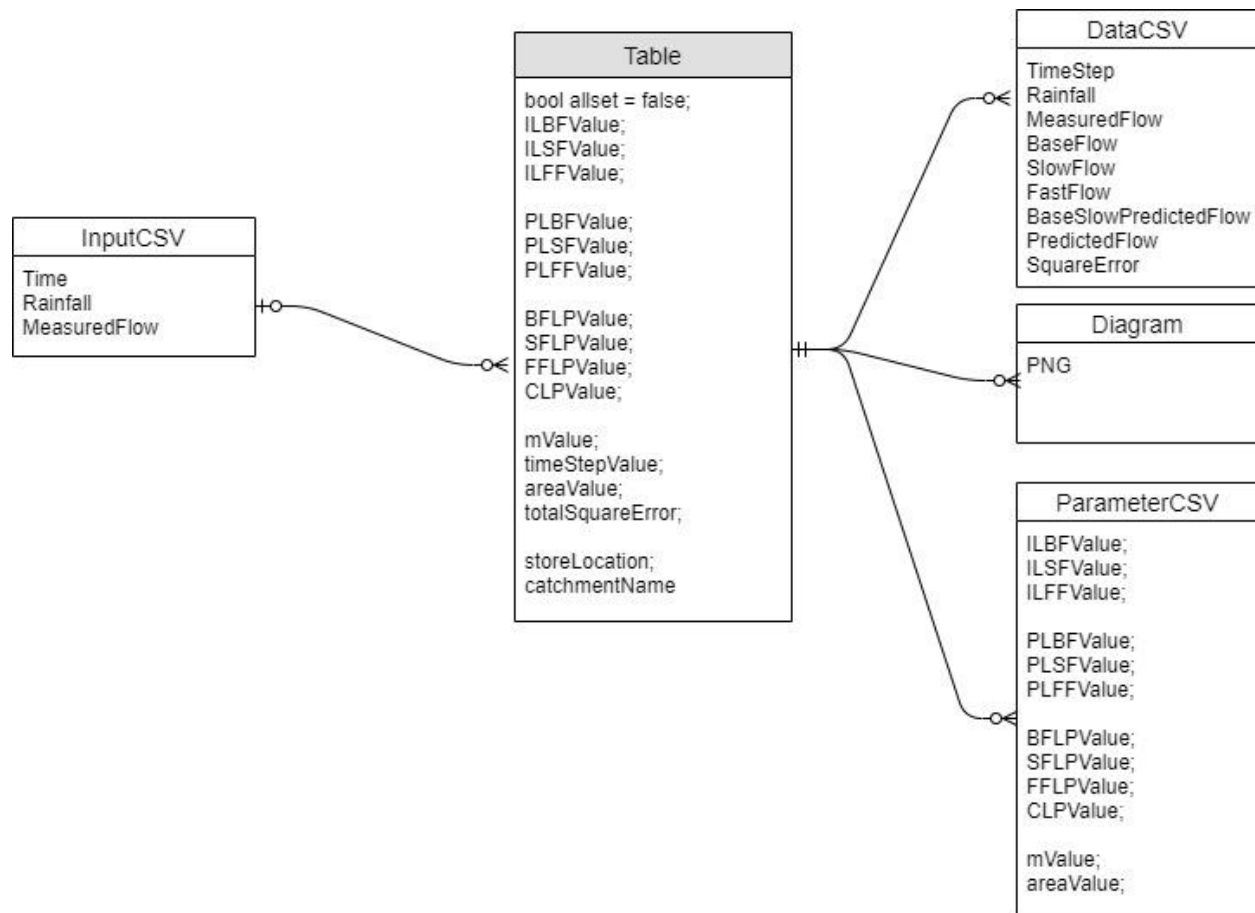 InputCSV
Time
Rainfall
MeasuredFlow
Table
bool allset = false;
ILBFValue;
ILSFValue;
ILFFValue;
PLBFValue;
PLSFValue;
PLFFValue;
BFLPValue;
SFLPValue;
FFLPValue;
CLPValue;
mValue;
timeStepValue;
areaValue;
totalSquareError;
storeLocation;
catchmentName
DataCSV
TimeStep
Rainfall
MeasuredFlow
BaseFlow
SlowFlow
FastFlow
BaseSlowPredictedFlow
PredictedFlow
SquareError
Diagram
PNG
ParameterCSV
ILBFValue;
ILSFValue;
ILFFValue;
PLBFValue;
PLSFValue;
PLFFValue;
BFLPValue;
SFLPValue;
FFLPValue;
CLPValue;
mValue;
areaValue;